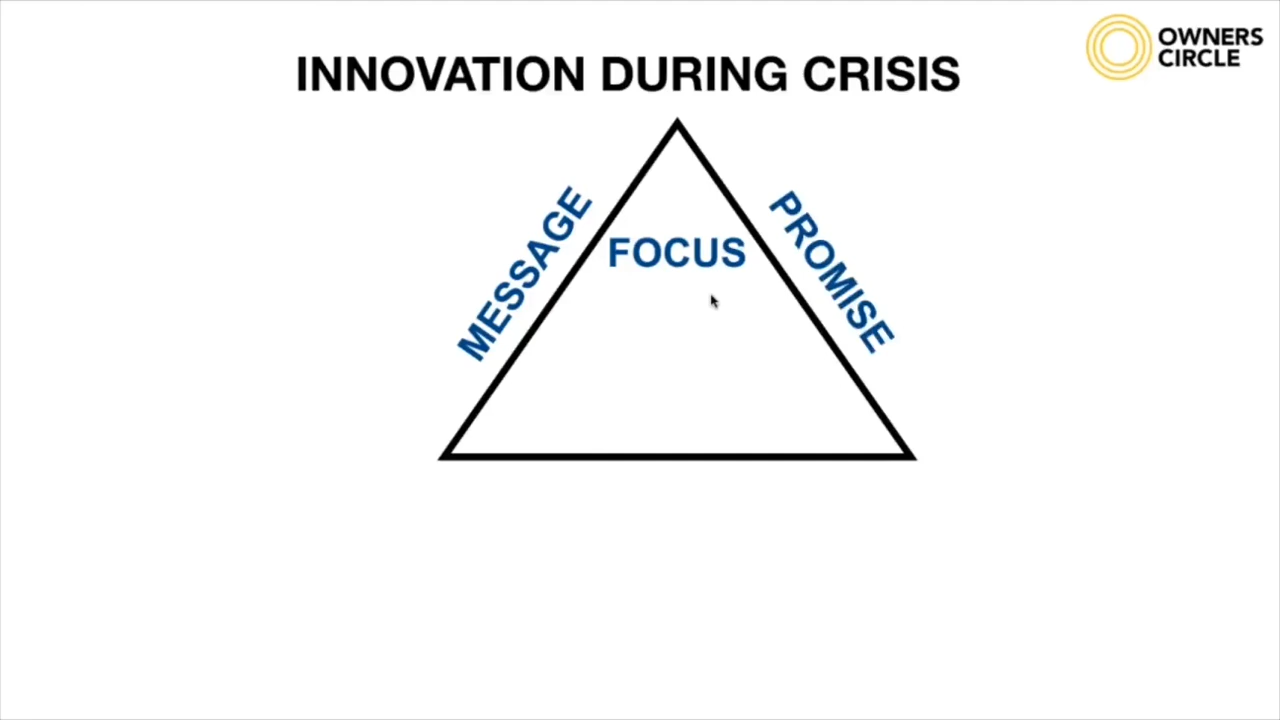 OWNERS
CIRCLE
INNOVATION DURING CRISIS
MESSAGE
FOCUS
PROMISE